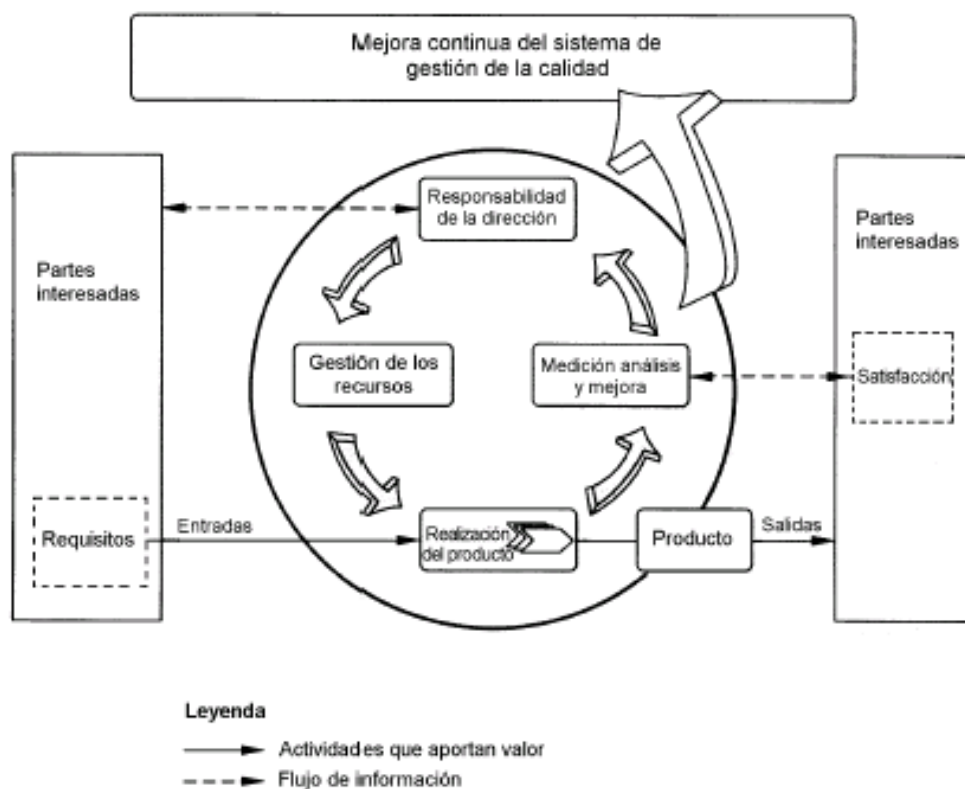 Mejora continua del sistema de
gestión de la calidad
Partes
interesadas
Responsabilidad
de la dirección
Partes
interesadas
Gestión de los
recursos
Medición análisis
y mejora
Satisfacción
Requisitos
Entradas
Realización
del producto
Producto
Salidas
Leyenda
Actividades que aportan valor
Flujo de información